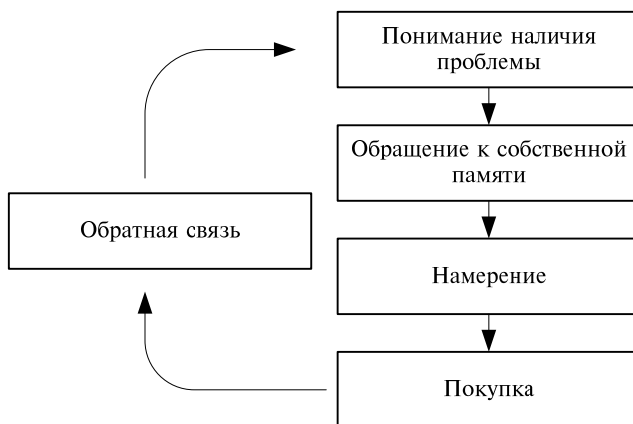 Понимание наличия
проблемы
Обращение к собственной
памяти
Обратная связь
Намерение
Покупка